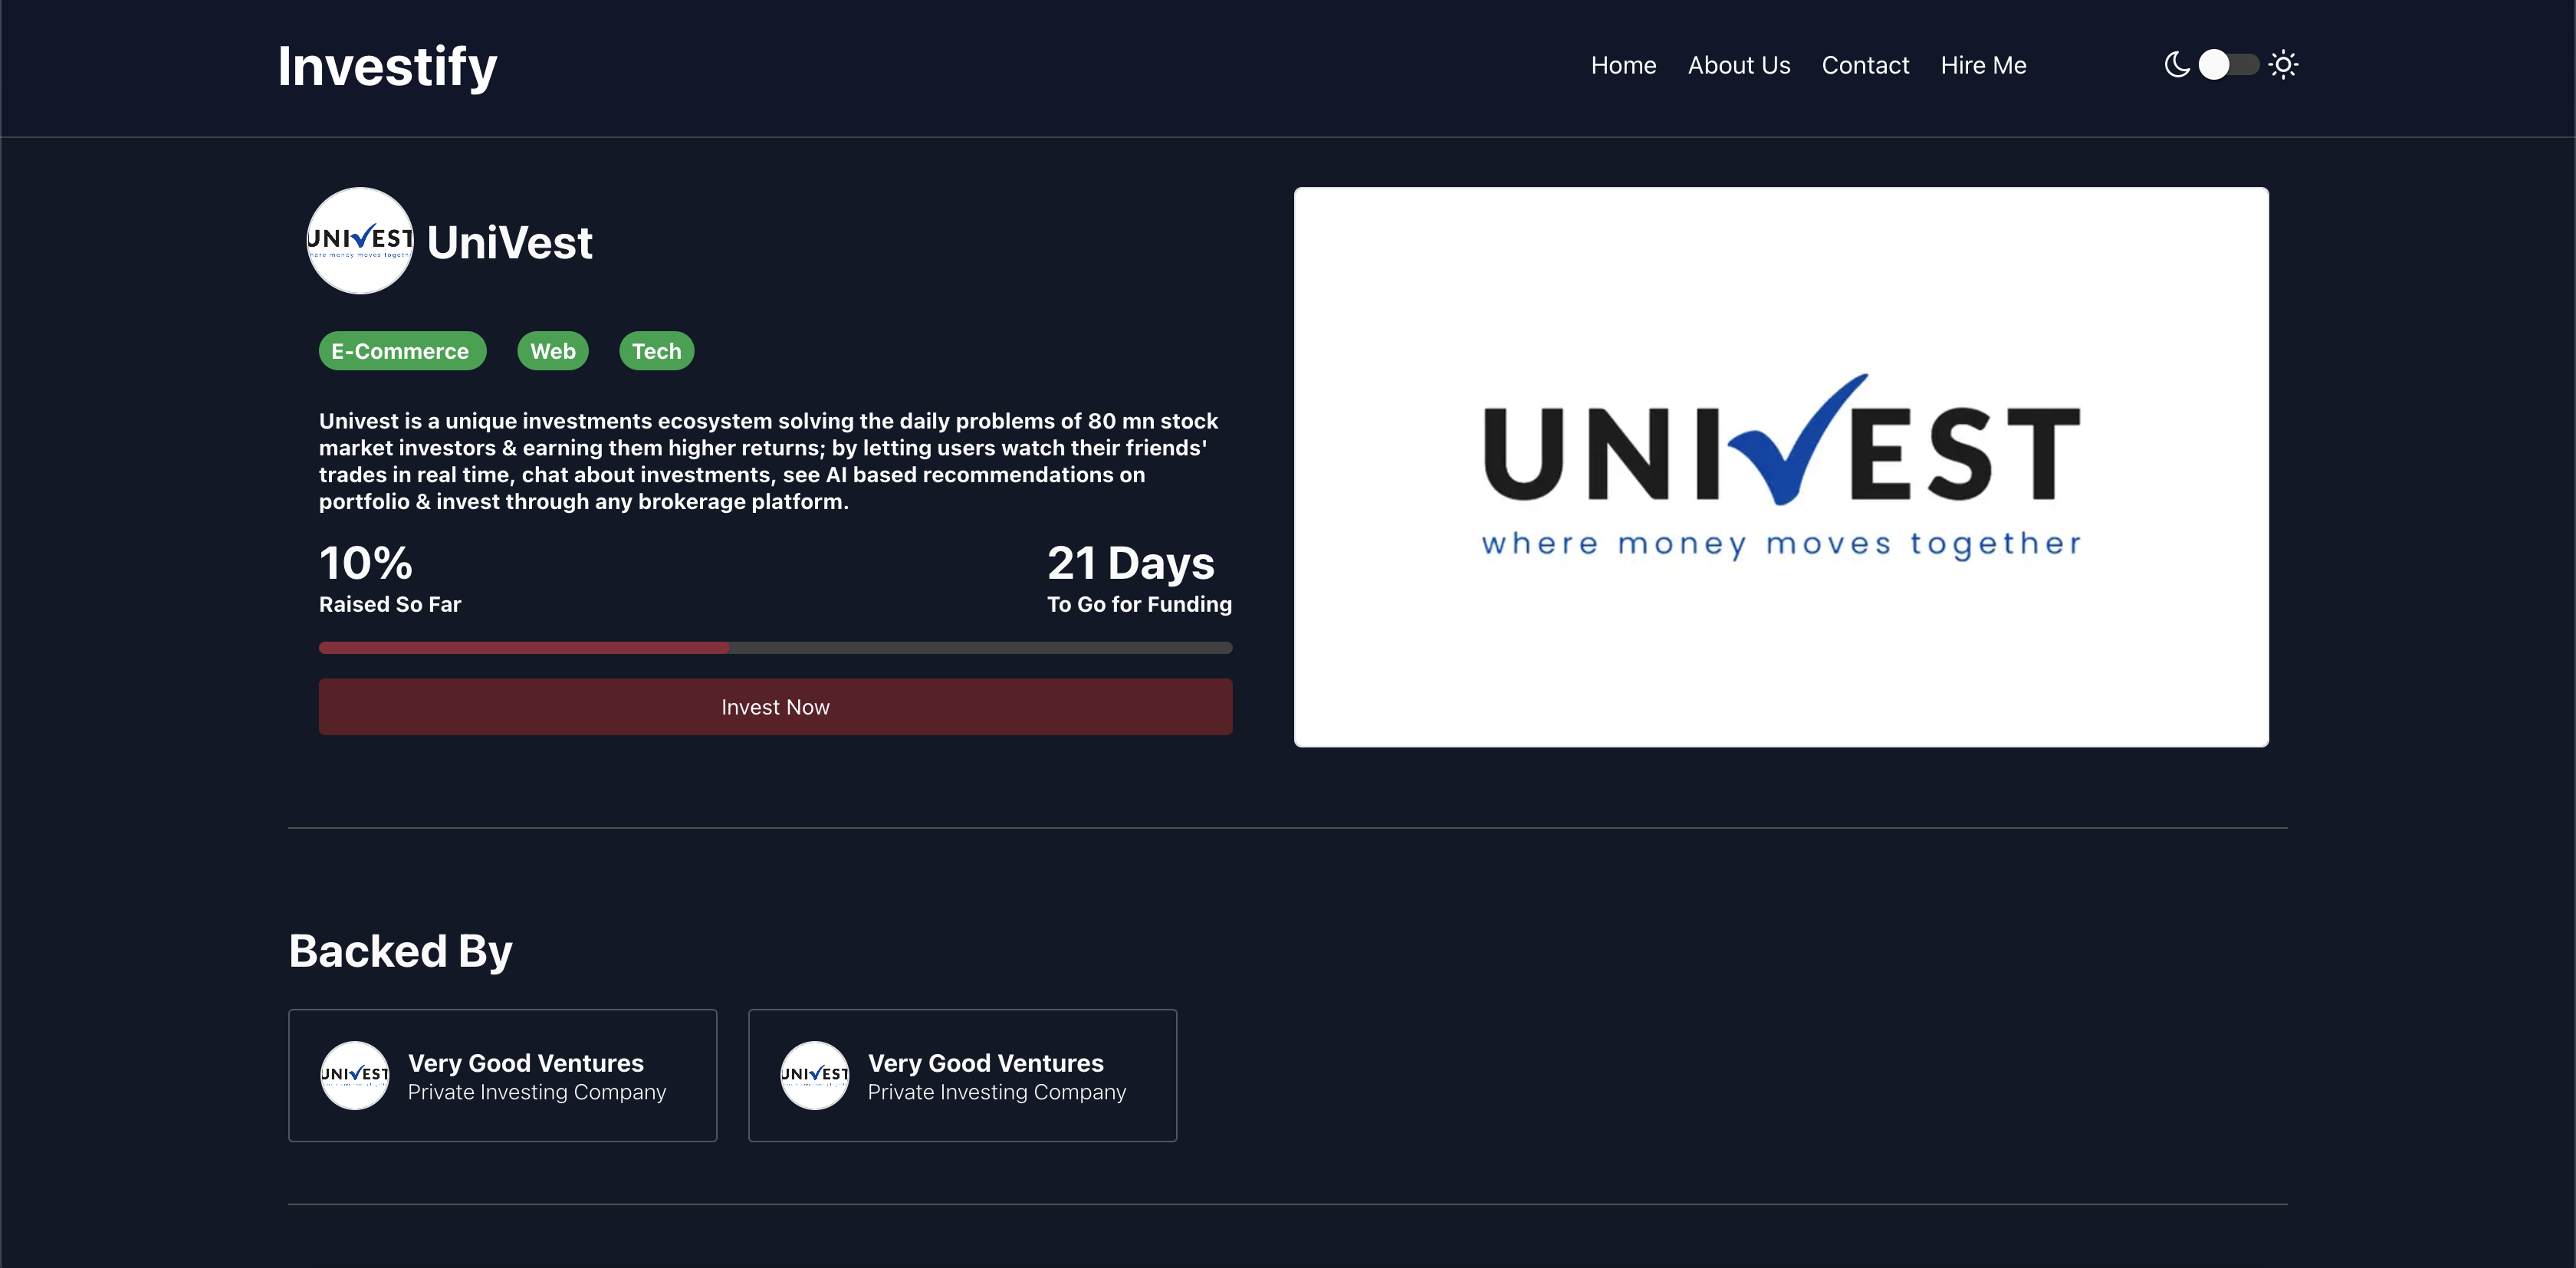 Investify
Home About Us Contact Hire Me
UNIVEST
UniVest
E-Commerce Web Tech
Univest is a unique investments ecosystem solving the daily problems of 80 mn stock
market investors & earning them higher returns; by letting users watch their friends'
trades in real time, chat about investments, see AI based recommendations on
portfolio & invest through any brokerage platform.
10%
Raised So Far
21 Days
To Go for Funding
Invest Now
UNIVEST
where money moves together
Backed By
UNIVEST
Very Good Ventures
Private Investing Company
UNIVEST
Very Good Ventures
Private Investing Company